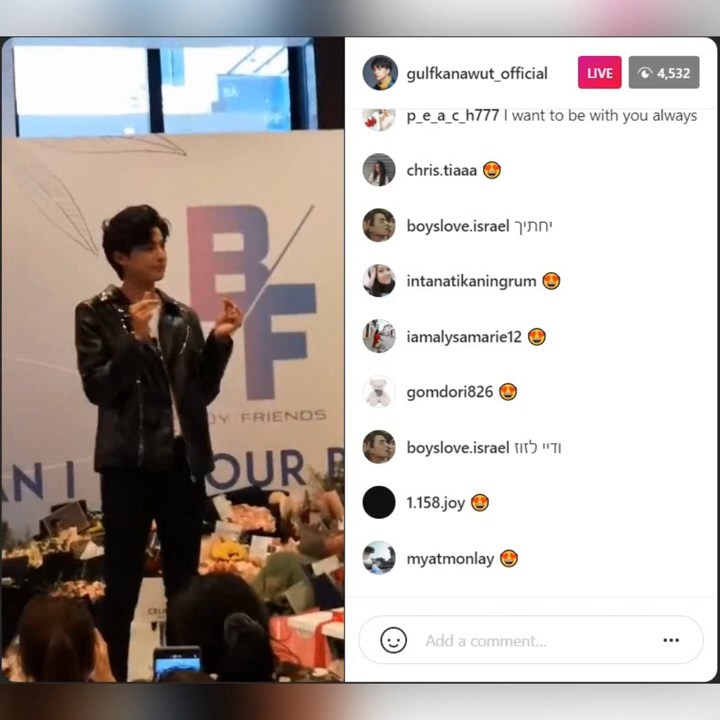 B/F
OY FRIENDS
AN I
OUR
CELI
gulfkanawut_official
LIVE
4,532
p_e_a_c_h777 I want to be with you always
chris.tiaaa 😍
boyslove.israel יחתיך
intanatikaningrum 😍
iamalysamarie12 😍
gomdori826 😍
boyslove.israel ודיי לזוז
1.158.joy 😍
myatmonlay 😍
Add a comment...